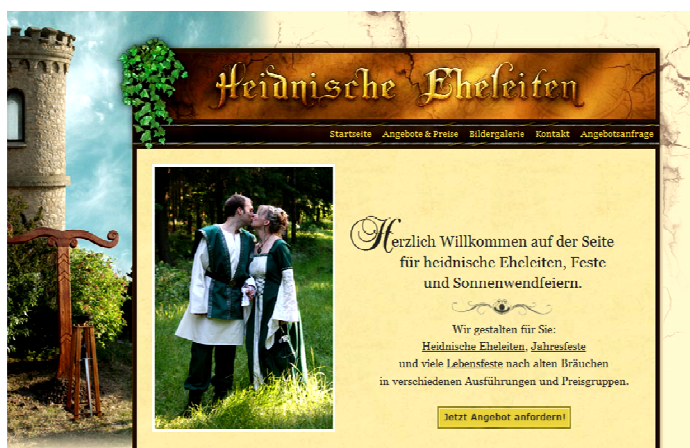 Heidnische Eheleiten
Startseite Angebote & Preise Bildergalerie Kontakt Angebotsanfrage
Herzlich Willkommen auf der Seite
für heidnische Eheleiten, Feste
und Sonnenwendfeiern.
Wir gestalten für Sie:
Heidnische Eheleiten, Jahresfeste
und viele Lebensfeste nach alten Bräuchen
in verschiedenen Ausführungen und Preisgruppen.
Jetzt Angebot anfordern!